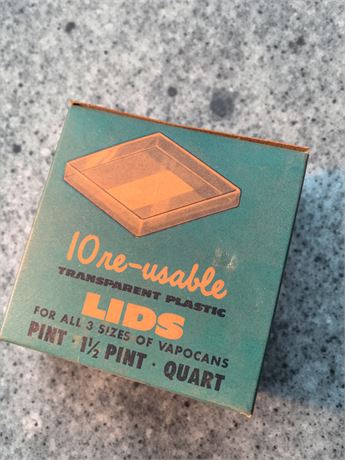 10 re-usable
TRANSPARENT PLASTIC
LIDS
FOR ALL 3 SIZES OF VAPOCANS
PINT · 1½ PINT · QUART